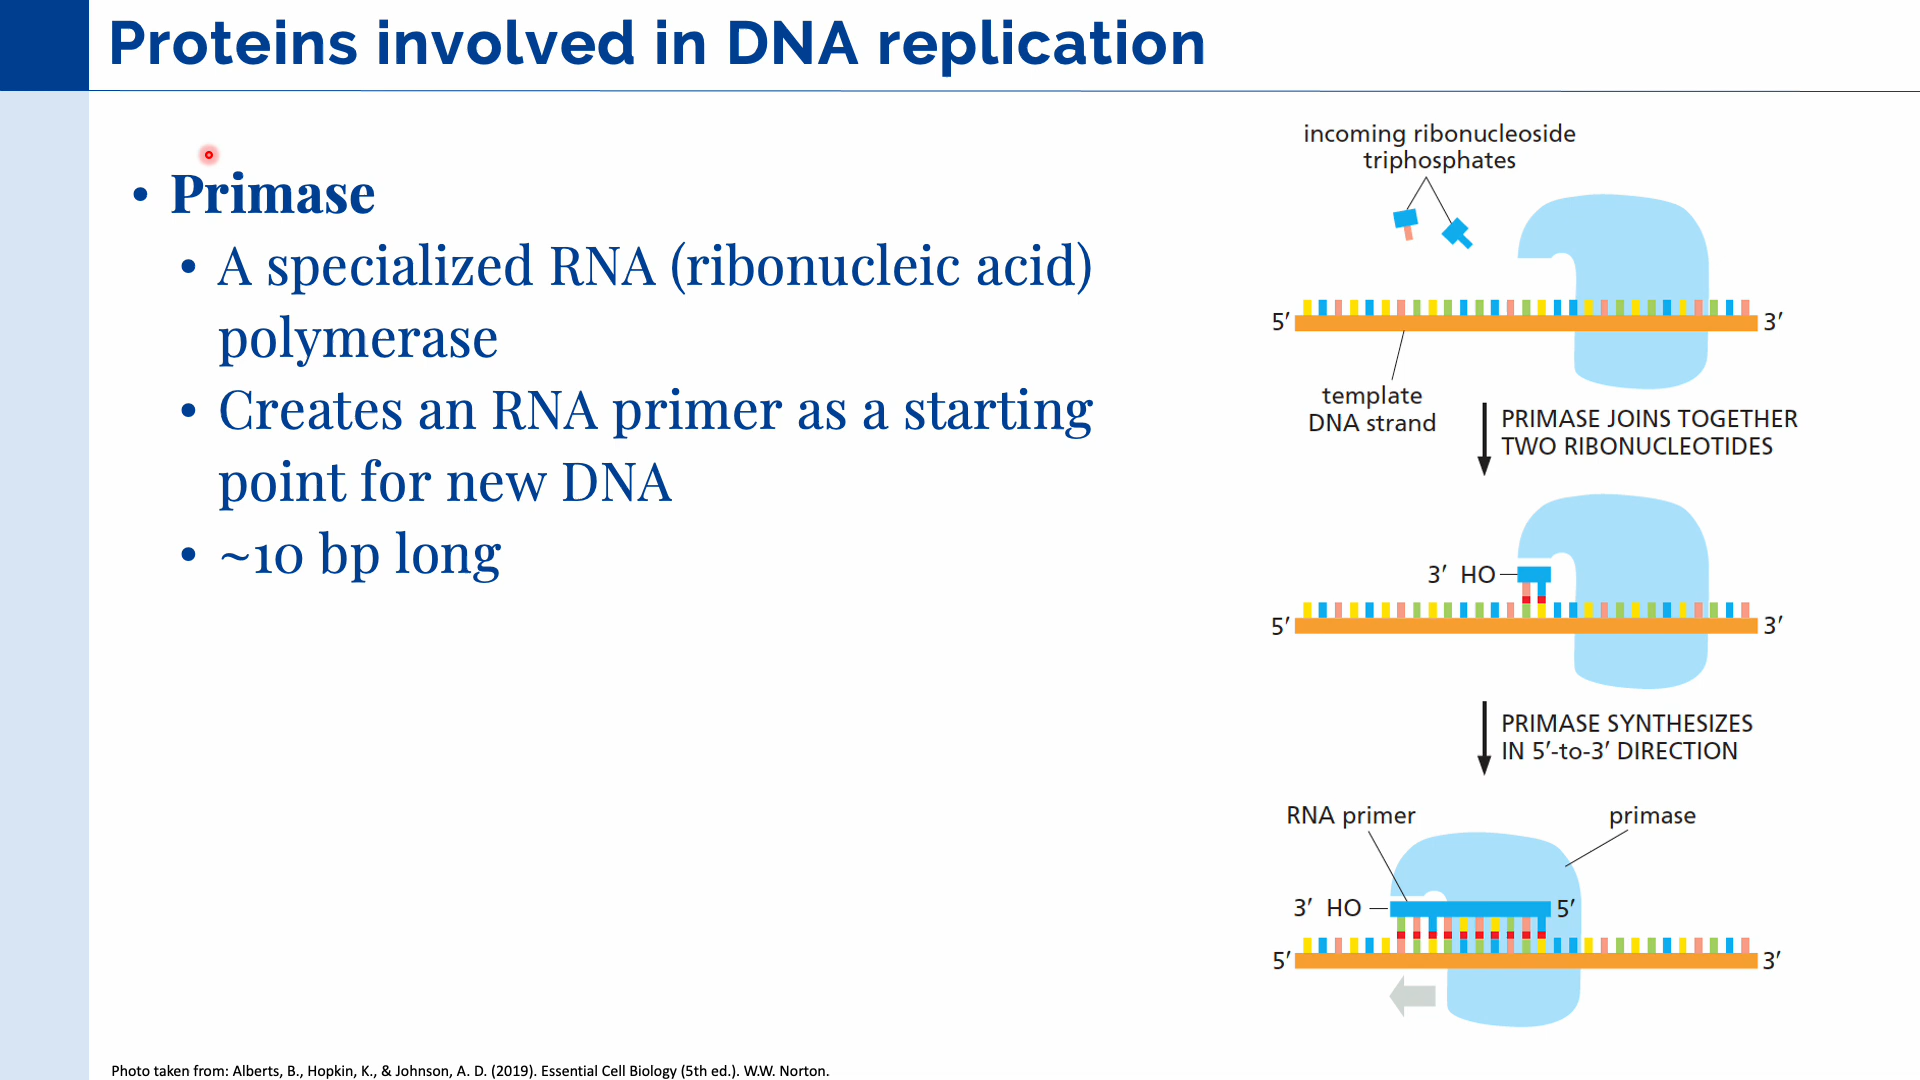 Proteins involved in DNA replication
• Primase
• A specialized RNA (ribonucleic acid)
polymerase
• Creates an RNA primer as a starting
point for new DNA
• ~10 bp long
incoming ribonucleoside
triphosphates
5′
3′
template
DNA strand
PRIMASE JOINS TOGETHER
TWO RIBONUCLEOTIDES
3′ HO
5′
3′
PRIMASE SYNTHESIZES
IN 5′-to-3′ DIRECTION
RNA primer
primase
3′ HO
5′
5′
3′
Photo taken from: Alberts, B., Hopkin, K., & Johnson, A. D. (2019). Essential Cell Biology (5th ed.). W.W. Norton.